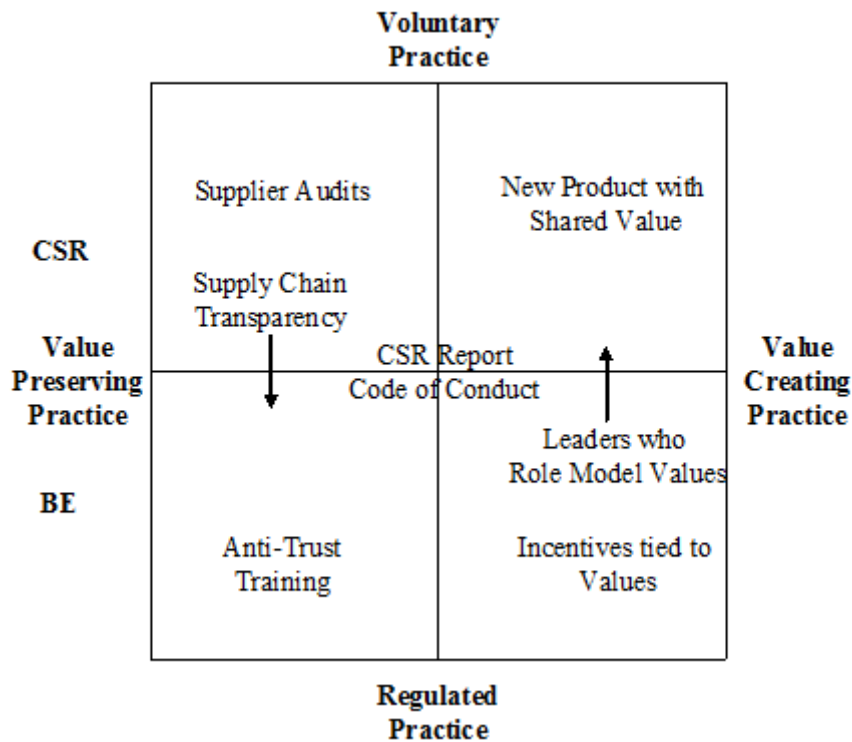 Voluntary
Practice
Supplier Audits
New Product with
Shared Value
CSR
Supply Chain
Transparency
Value
Preserving
Practice
CSR Report
Code of Conduct
Value
Creating
Practice
Leaders who
Role Model Values
BE
Anti-Trust
Training
Incentives tied to
Values
Regulated
Practice